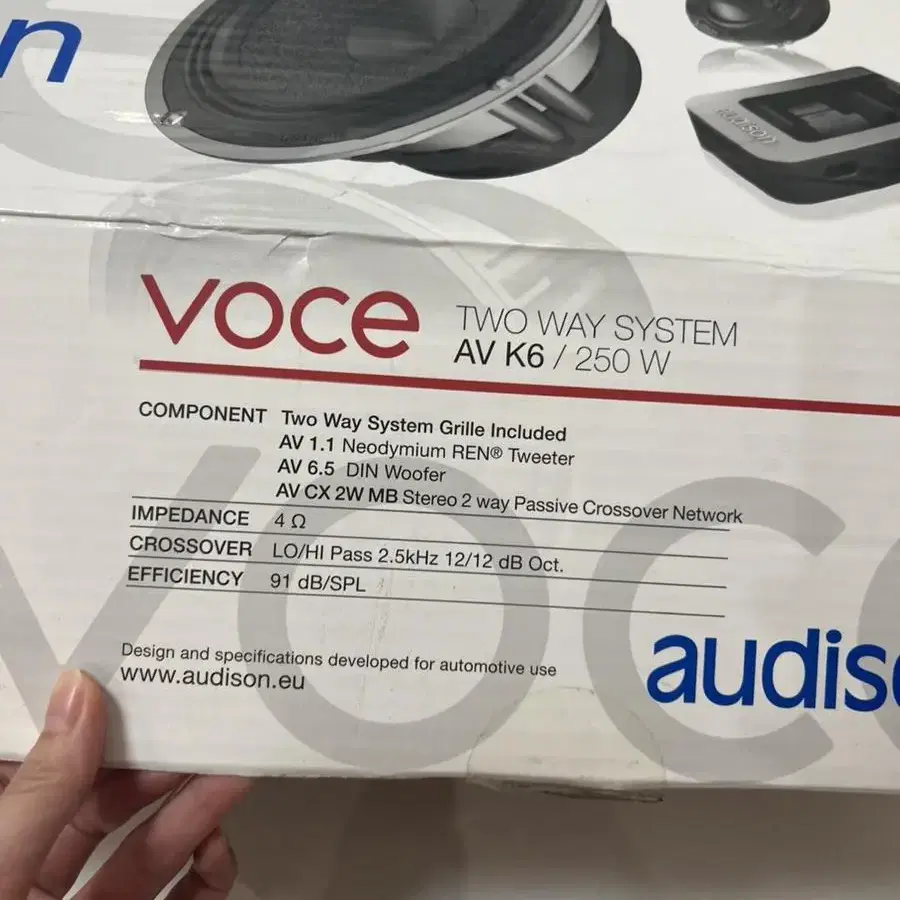 n
audison
voce
TWO WAY SYSTEM
AV K6 / 250 W
COMPONENT Two Way System Grille Included
AV 1.1 Neodymium REN® Tweeter
AV 6.5 DIN Woofer
AV CX 2W MB Stereo 2 way Passive Crossover Network
IMPEDANCE 4 Ω
CROSSOVER LO/HI Pass 2.5kHz 12/12 dB Oct.
EFFICIENCY 91 dB/SPL
Design and specifications developed for automotive use
www.audison.eu
audis
voc